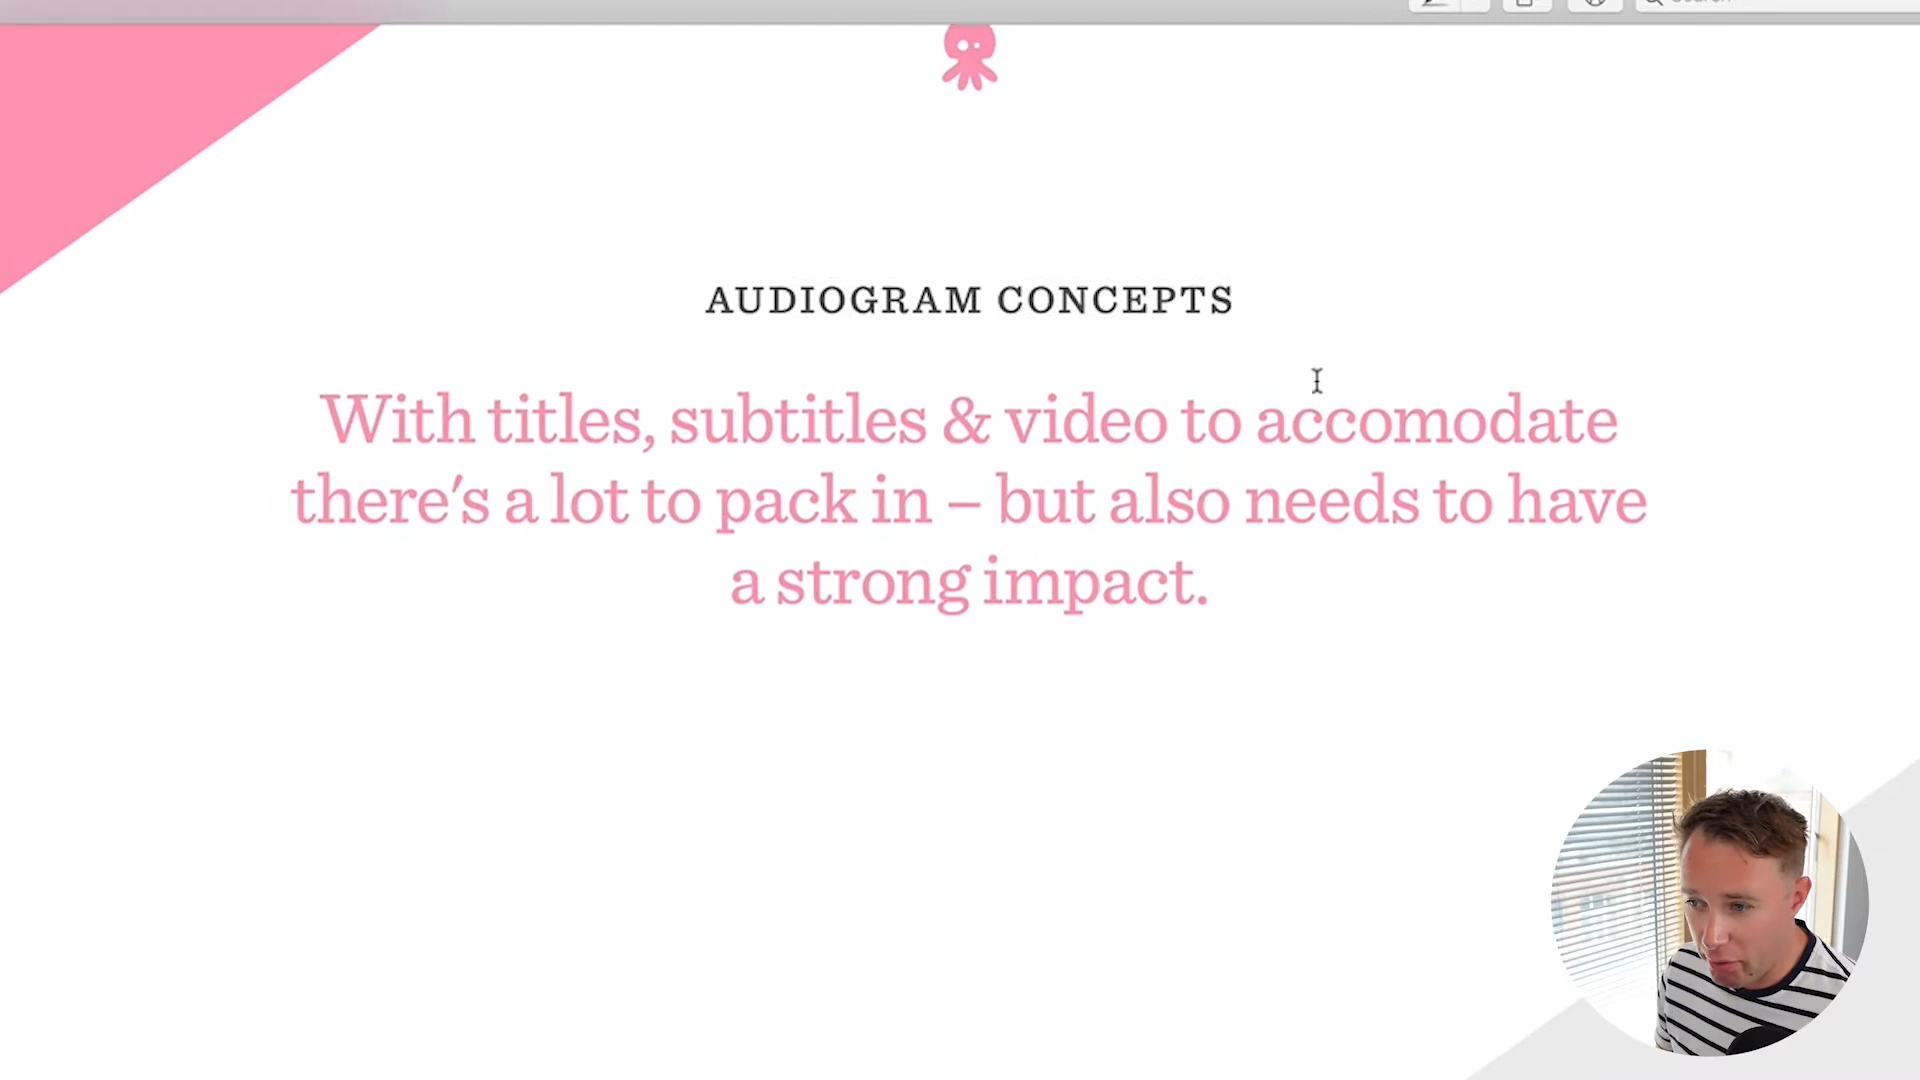 AUDIOGRAM CONCEPTS
With titles, subtitles & video to accomodate
there's a lot to pack in – but also needs to have
a strong impact.